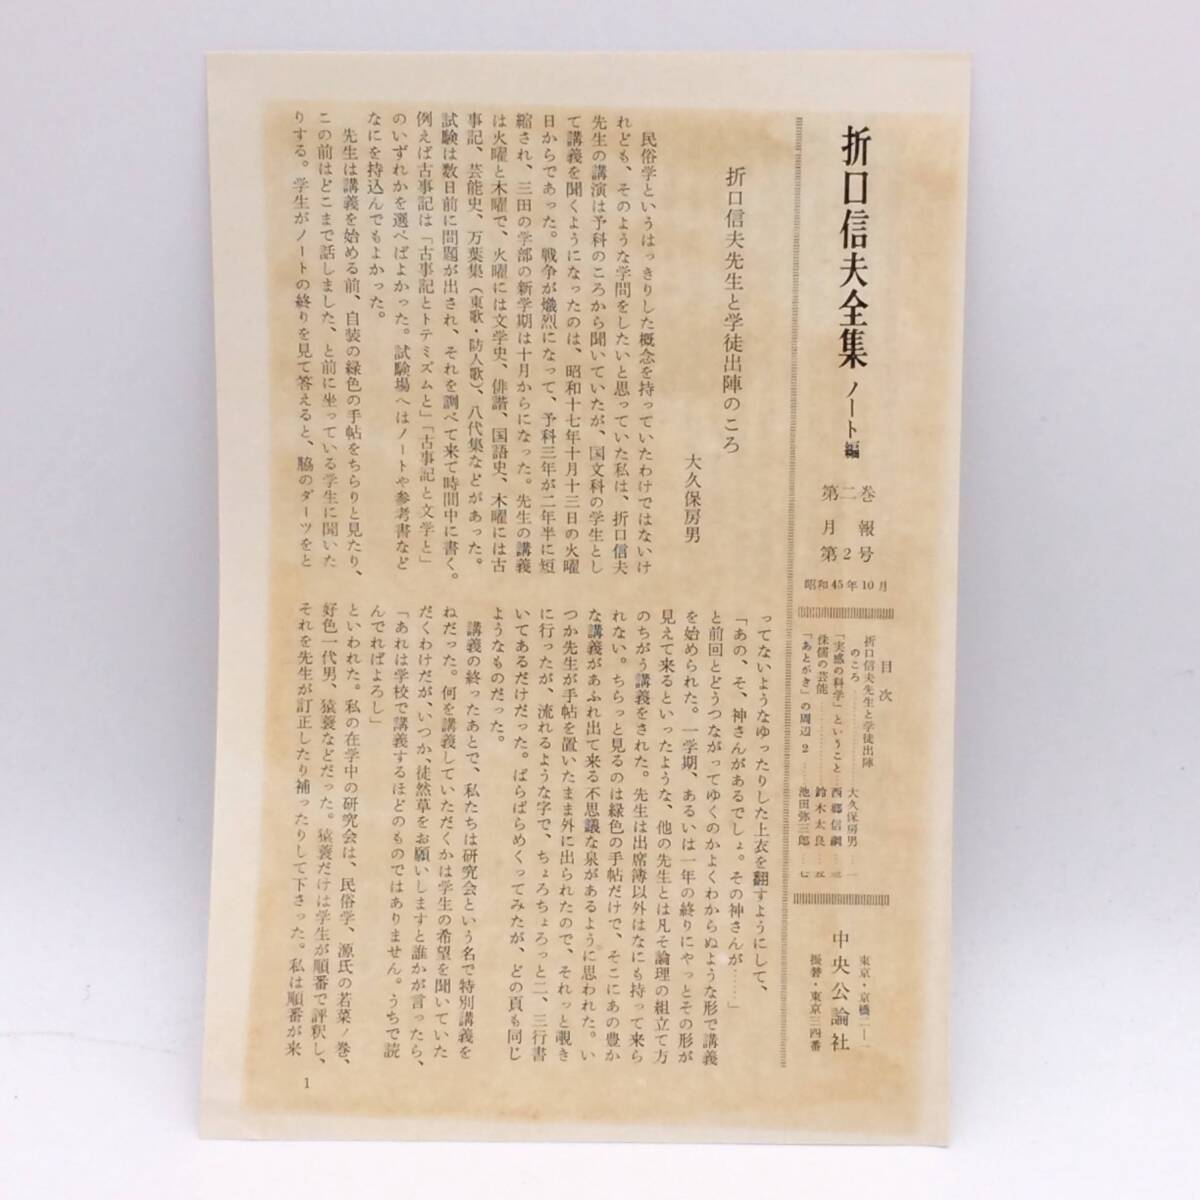 折口信夫全集 ノート編
第二巻
月報
第2号
昭和45年10月
目次
折口信夫先生と学徒出陣
のころ……………大久保房男…一
「実感の科学」ということ…西郷信綱…三
侏儒の芸能……………鈴木太良…五
「あとがき」の周辺2……池田弥三郎…七
東京・京橋二―一
中央公論社
振替・東京三四番
折口信夫先生と学徒出陣のころ
大久保房男
民俗学というはっきりした概念を持っていたわけではないけ
れども、そのような学問をしたいと思っていた私は、折口信夫
先生の講演は予科のころから聞いていたが、国文科の学生とし
て講義を聞くようになったのは、昭和十七年十月十三日の火曜
日からであった。戦争が熾烈になって、予科三年が二年半に短
縮され、三田の学部の新学期は十月からになった。先生の講義
は火曜と木曜で、火曜には文学史、俳諧、国語史、木曜には古
事記、芸能史、万葉集（東歌・防人歌）、八代集などがあった。
試験は数日前に問題が出され、それを調べて来て時間中に書く。
例えば古事記は「古事記とトテミズムと」「古事記と文学と」
のいずれかを選べばよかった。試験場へはノートや参考書など
なにを持込んでもよかった。
先生は講義を始める前、自装の緑色の手帖をちらりと見たり、
この前はどこまで話しました、と前に坐っている学生に聞いた
りする。学生がノートの終りを見て答えると、脇のダーツをと
ってないようなゆったりした上衣を翻すようにして、
「あの、そ、神さんがあるでしょ。その神さんが……」
と前回とどうつながってゆくのかよくわからぬような形で講義
を始められた。一学期、あるいは一年の終りにやっとその形が
見えて来るといったような、他の先生とは凡そ論理の組立て方
のちがう講義をされた。先生は出席簿以外はなにも持って来ら
れない。ちらっと見るのは緑色の手帖だけで、そこにあの豊か
な講義があふれ出て来る不思議な泉があるように思われた。い
つか先生が手帖を置いたまま外に出られたので、それっと覗き
に行ったが、流れるような字で、ちょろちょろっと二、三行書
いてあるだけだった。ぱらぱらめくってみたが、どの頁も同じ
ようなものだった。
講義の終ったあとで、私たちは研究会という名で特別講義を
ねだった。何を講義していただくかは学生の希望を聞いていた
だくわけだが、いつか、徒然草をお願いしますと誰かが言ったら、
「あれは学校で講義するほどのものではありません。うちで読
んでればよろし」
といわれた。私の在学中の研究会は、民俗学、源氏の若菜ノ巻、
好色一代男、猿蓑などだった。猿蓑だけは学生が順番で評釈し、
それを先生が訂正したり補ったりして下さった。私は順番が来
1